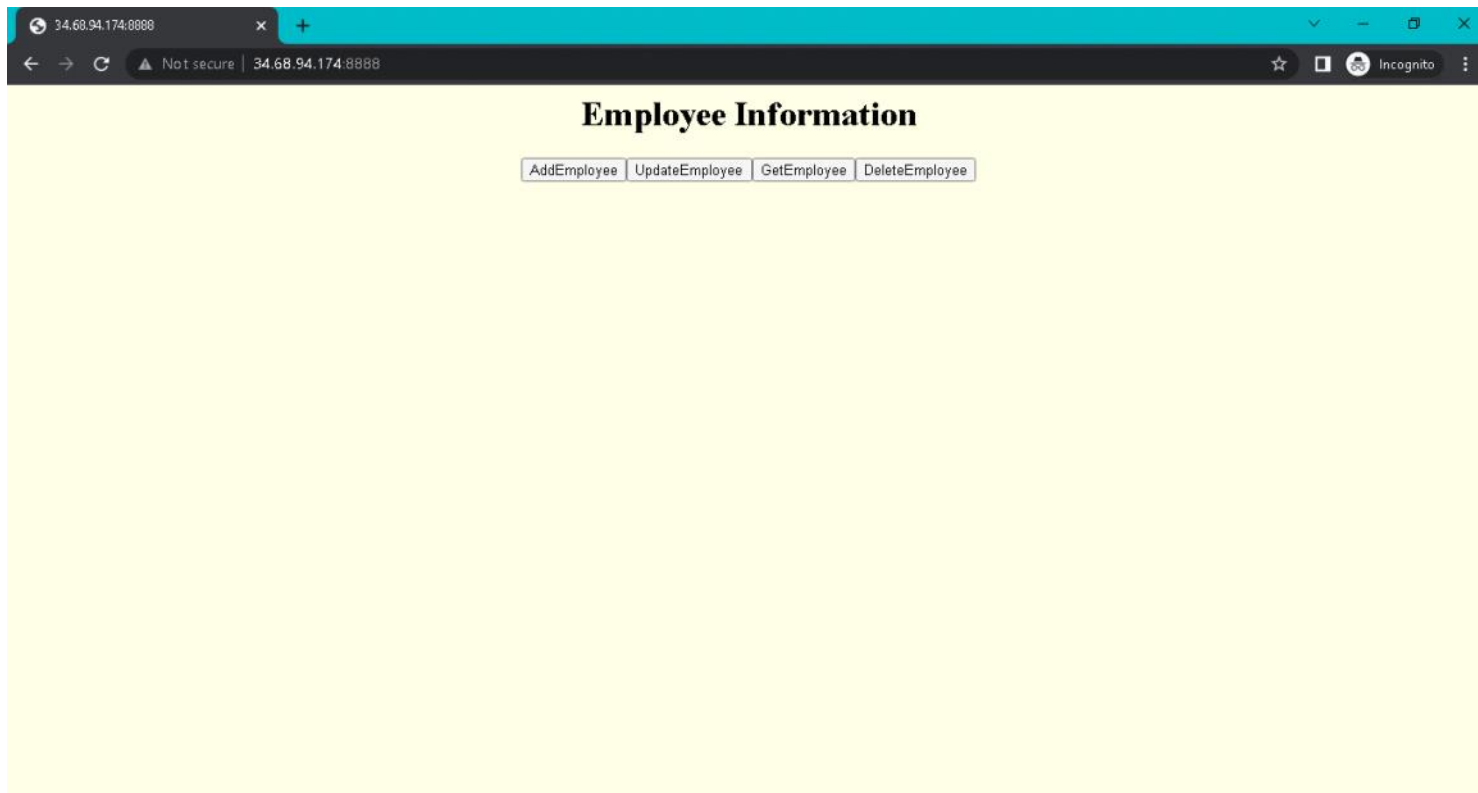 34.68.94.174:8888
Not secure | 34.68.94.174:8888 Incognito
Employee Information
AddEmployee UpdateEmployee GetEmployee DeleteEmployee